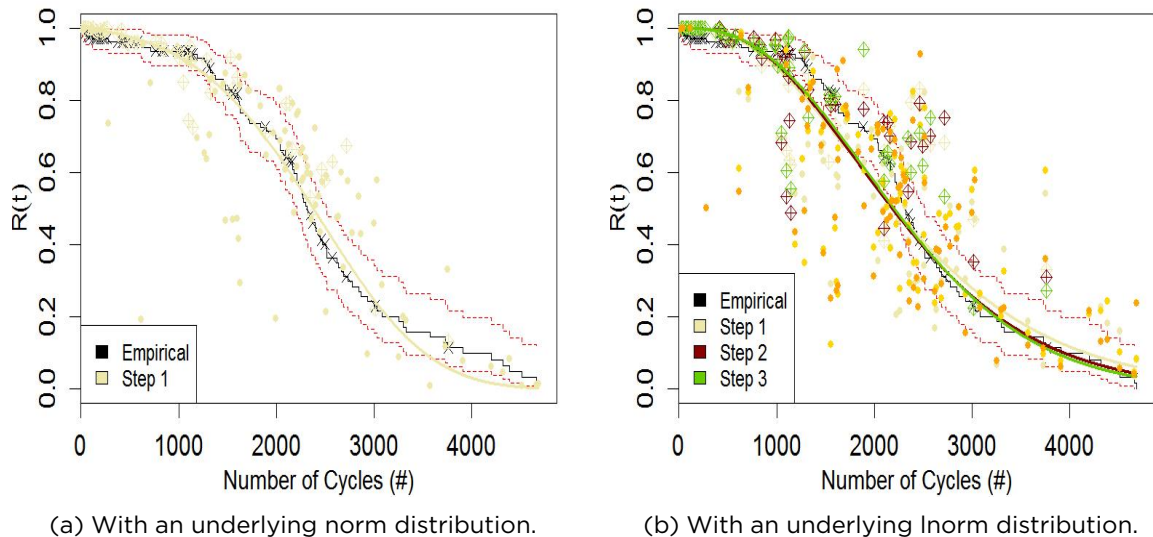 R(t)
1.0
0.8
0.6
0.4
0.2
0.0
Empirical
Step 1
0 1000 2000 3000 4000
Number of Cycles (#)
(a) With an underlying norm distribution.
R(t)
1.0
0.8
0.6
0.4
0.2
0.0
Empirical
Step 1
Step 2
Step 3
0 1000 2000 3000 4000
Number of Cycles (#)
(b) With an underlying lnorm distribution.